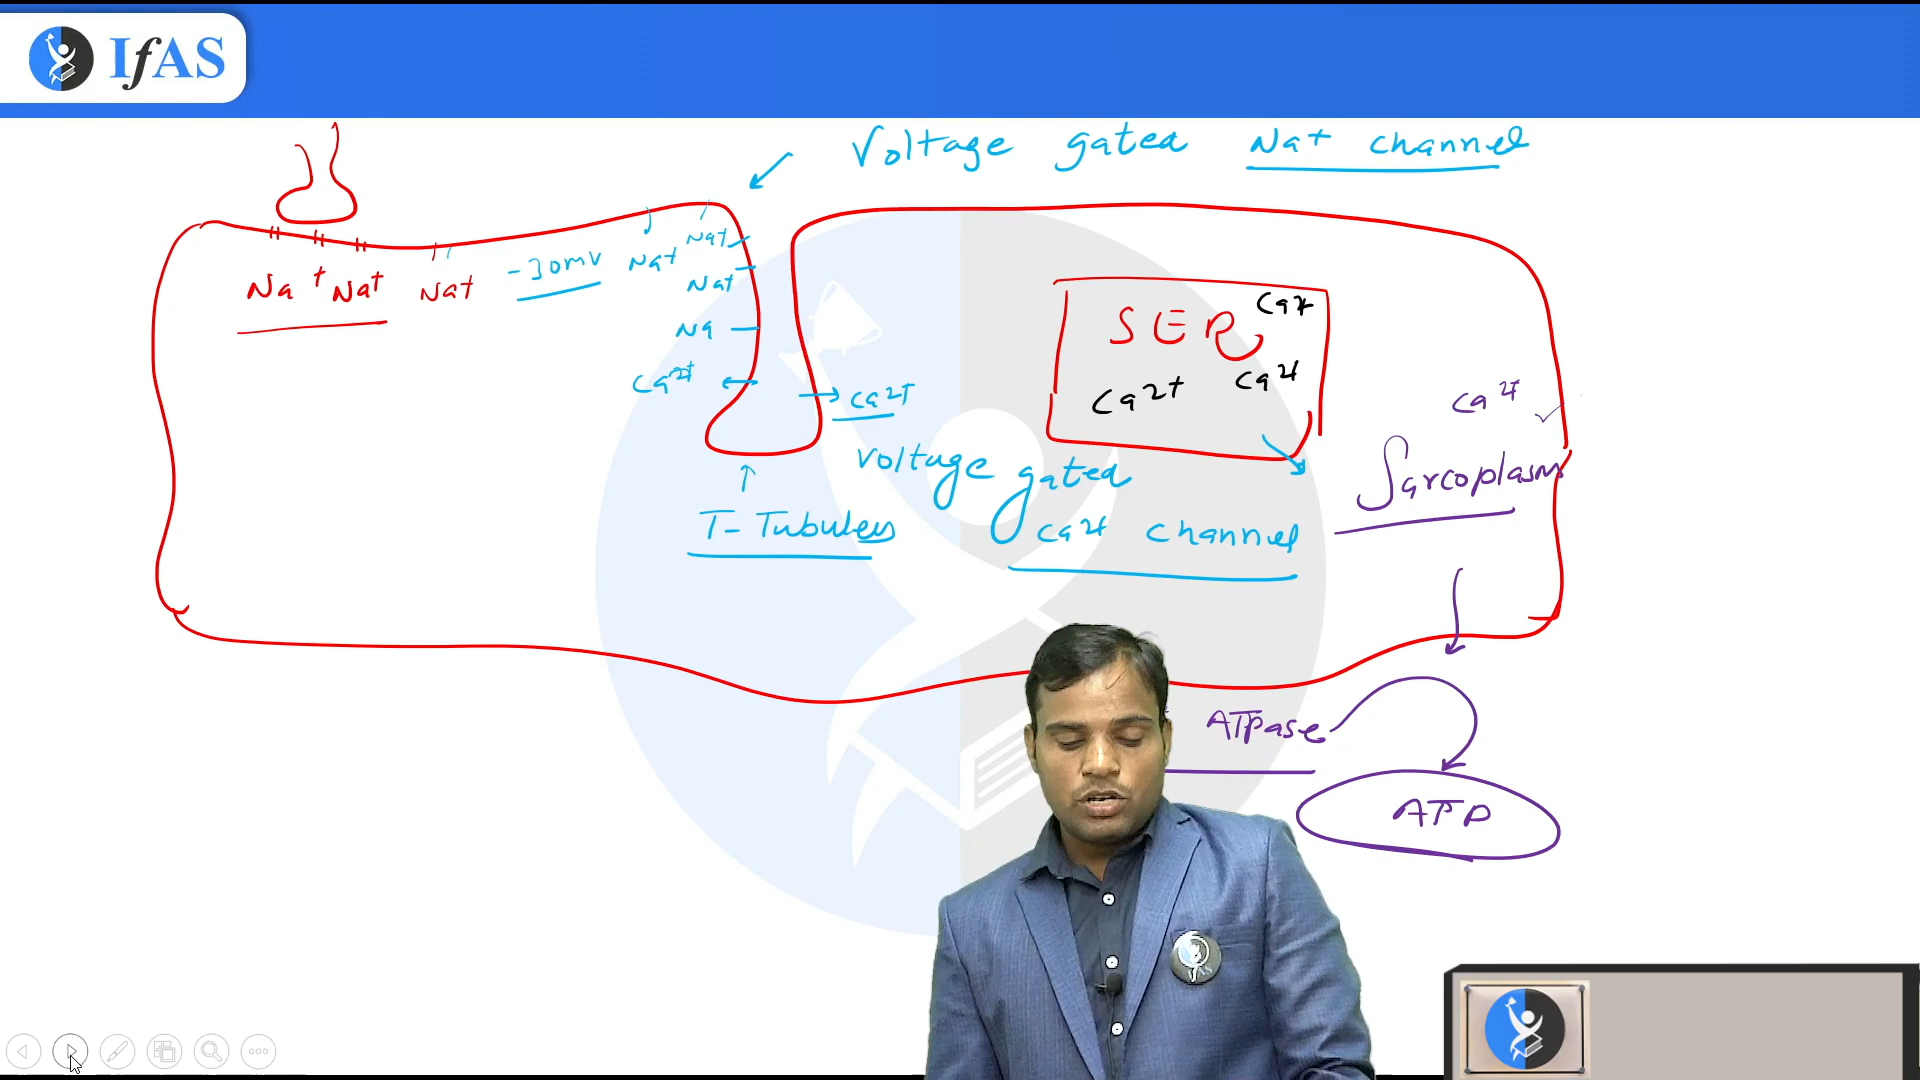 IfAS
Voltage gated Na+ channel
Na+ Na+ Na+ -30mV Na+ Na+
Na+
Na
Ca2+
Ca2+
SER Ca2+
Ca2+ Ca2+
Ca2+
Sarcoplasm
Voltage gated
Ca2+ channel
T-Tubules
ATPase
ATP